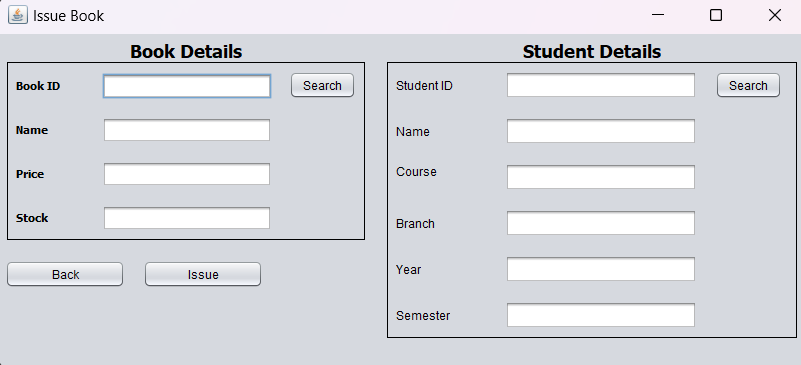 Issue Book
Book Details
Book ID
Search
Name
Price
Stock
Back
Issue
Student Details
Student ID
Search
Name
Course
Branch
Year
Semester